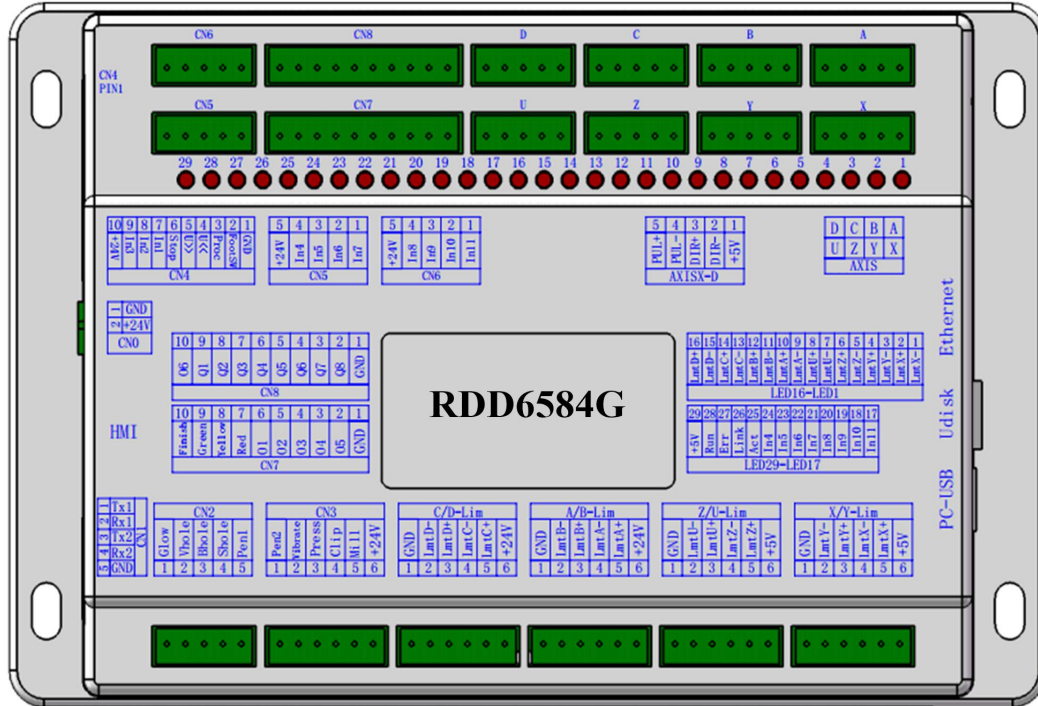 CN6 CN8 D C B A
CN4
PIN1
CN5 CN7 U Z Y X
29 28 27 26 25 24 23 22 21 20 19 18 17 16 15 14 13 12 11 10 9 8 7 6 5 4 3 2 1
10 9 8 7 6 5 4 3 2 1
+24V In3 In2 In1 Stop U>> U<< Proc FootSW GND
CN4
5 4 3 2 1
+24V In4 In5 In6 In7
CN5
5 4 3 2 1
+24V In8 In9 In10 In11
CN6
5 4 3 2 1
PUL+ PUL- DIR+ DIR- +5V
AXISX-D
D C B A
U Z Y X
AXIS
1 GND
2 +24V
CN0
10 9 8 7 6 5 4 3 2 1
O6 Q1 Q2 Q3 Q4 Q5 Q6 Q7 Q8 GND
CN8
RDD6584G
16 15 14 13 12 11 10 9 8 7 6 5 4 3 2 1
LmtD+ LmtD- LmtC+ LmtC- LmtB+ LmtB- LmtA+ LmtA- LmtU+ LmtU- LmtZ+ LmtZ- LmtY+ LmtY- LmtX+ LmtX-
LED16-LED1
Ethernet
Udisk
PC-USB
HMI
10 9 8 7 6 5 4 3 2 1
Finish Green Yellow Red O1 O2 O3 O4 O5 GND
CN7
29 28 27 26 25 24 23 22 21 20 19 18 17
+5V Run Err Link Act In4 In5 In6 In7 In8 In9 In10 In11
LED29-LED17
1 Tx1
2 Rx1
3 Tx2
4 Rx2
5 GND
CN1
CN2
Glow Vhole Bhole Shole Pen1
1 2 3 4 5
CN3
Pen2 Vibrate Press Clip Mill +24V
1 2 3 4 5 6
C/D-Lim
GND LmtD- LmtD+ LmtC- LmtC+ +24V
1 2 3 4 5 6
A/B-Lim
GND LmtB- LmtB+ LmtA- LmtA+ +24V
1 2 3 4 5 6
Z/U-Lim
GND LmtU- LmtU+ LmtZ- LmtZ+ +5V
1 2 3 4 5 6
X/Y-Lim
GND LmtY- LmtY+ LmtX- LmtX+ +5V
1 2 3 4 5 6